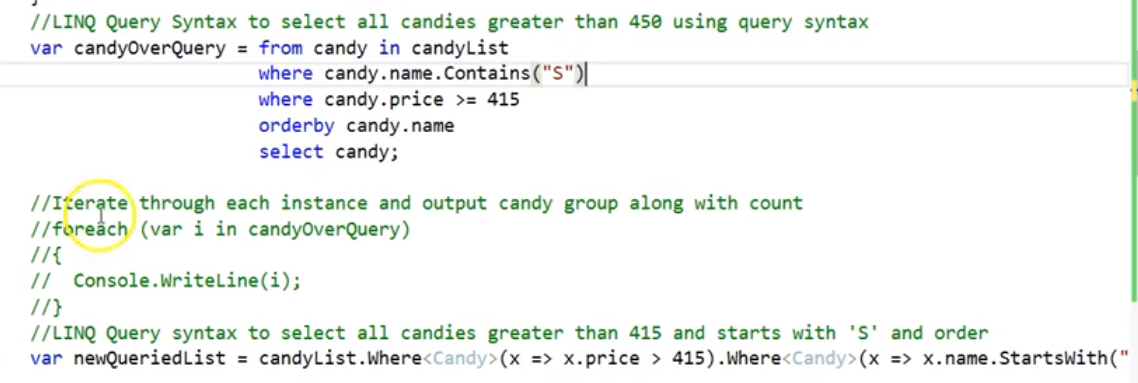 //LINQ Query Syntax to select all candies greater than 450 using query syntax
var candyOverQuery = from candy in candyList
where candy.name.Contains("S")
where candy.price >= 415
orderby candy.name
select candy;
//Iterate through each instance and output candy group along with count
//foreach (var i in candyOverQuery)
//{
// Console.WriteLine(i);
//}
//LINQ Query syntax to select all candies greater than 415 and starts with 'S' and order
var newQueriedList = candyList.Where<Candy>(x => x.price > 415).Where<Candy>(x => x.name.StartsWith("